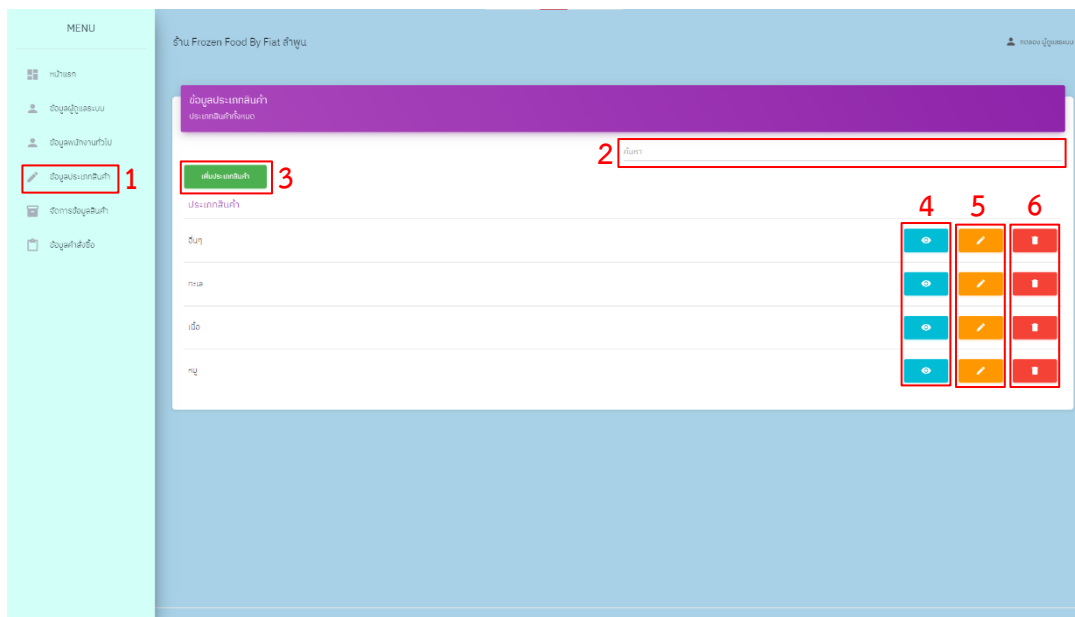 MENU
หน้าแรก
ข้อมูลผู้ดูแลระบบ
ข้อมูลพนักงานทั่วไป
ข้อมูลประเภทสินค้า
1
จัดการข้อมูลสินค้า
ข้อมูลคำสั่งซื้อ
ร้าน Frozen Food By Fiat ลำพูน
ทดลอง ผู้ดูแลระบบ
ข้อมูลประเภทสินค้า
ประเภทสินค้าทั้งหมด
2
ค้นหา
เพิ่มประเภทสินค้า
3
ประเภทสินค้า
4 5 6
อื่นๆ
ทะเล
เนื้อ
หมู